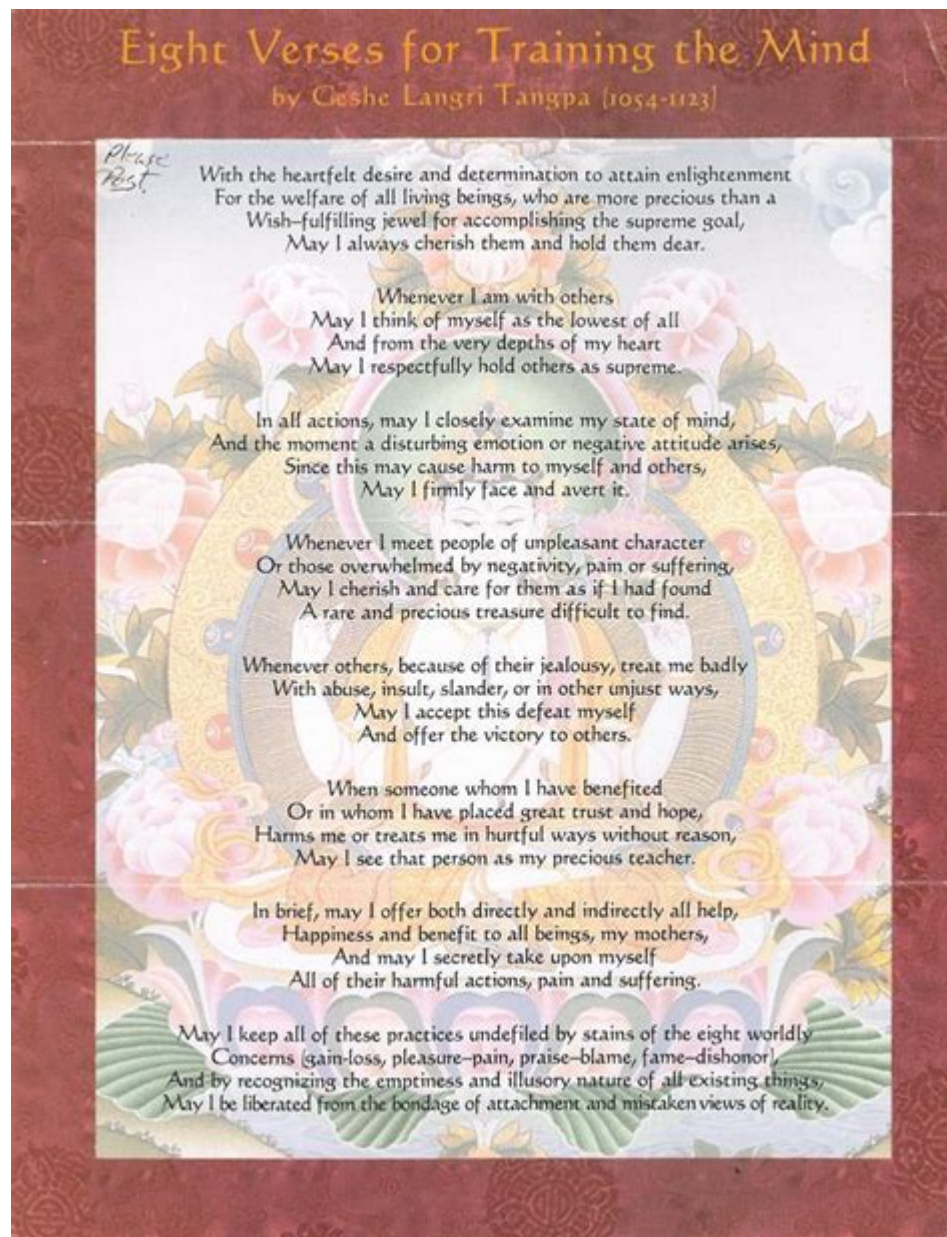 Eight Verses for Training the Mind
by Geshe Langri Tangpa (1054-1123)
Please
Post
With the heartfelt desire and determination to attain enlightenment
For the welfare of all living beings, who are more precious than a
Wish–fulfilling jewel for accomplishing the supreme goal,
May I always cherish them and hold them dear.
Whenever I am with others
May I think of myself as the lowest of all
And from the very depths of my heart
May I respectfully hold others as supreme.
In all actions, may I closely examine my state of mind,
And the moment a disturbing emotion or negative attitude arises,
Since this may cause harm to myself and others,
May I firmly face and avert it.
Whenever I meet people of unpleasant character
Or those overwhelmed by negativity, pain or suffering,
May I cherish and care for them as if I had found
A rare and precious treasure difficult to find.
Whenever others, because of their jealousy, treat me badly
With abuse, insult, slander, or in other unjust ways,
May I accept this defeat myself
And offer the victory to others.
When someone whom I have benefited
Or in whom I have placed great trust and hope,
Harms me or treats me in hurtful ways without reason,
May I see that person as my precious teacher.
In brief, may I offer both directly and indirectly all help,
Happiness and benefit to all beings, my mothers,
And may I secretly take upon myself
All of their harmful actions, pain and suffering.
May I keep all of these practices undefiled by stains of the eight worldly
Concerns (gain-loss, pleasure–pain, praise–blame, fame–dishonor),
And by recognizing the emptiness and illusory nature of all existing things,
May I be liberated from the bondage of attachment and mistaken views of reality.